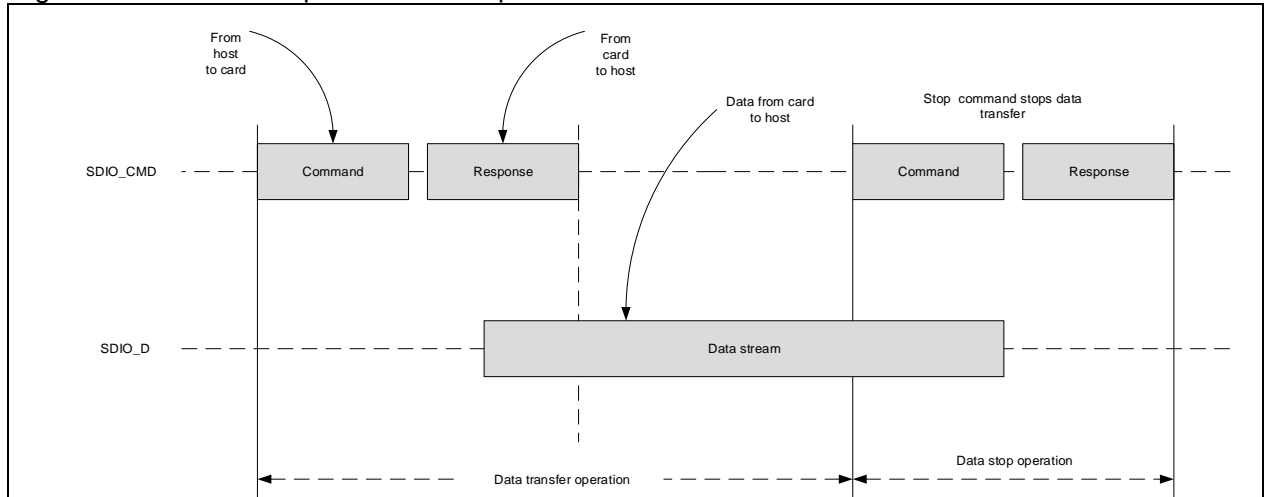 From
host
to card
From
card
to host
Data from card
to host
Stop command stops data
transfer
SDIO_CMD
Command
Response
Command
Response
SDIO_D
Data stream
Data transfer operation
Data stop operation